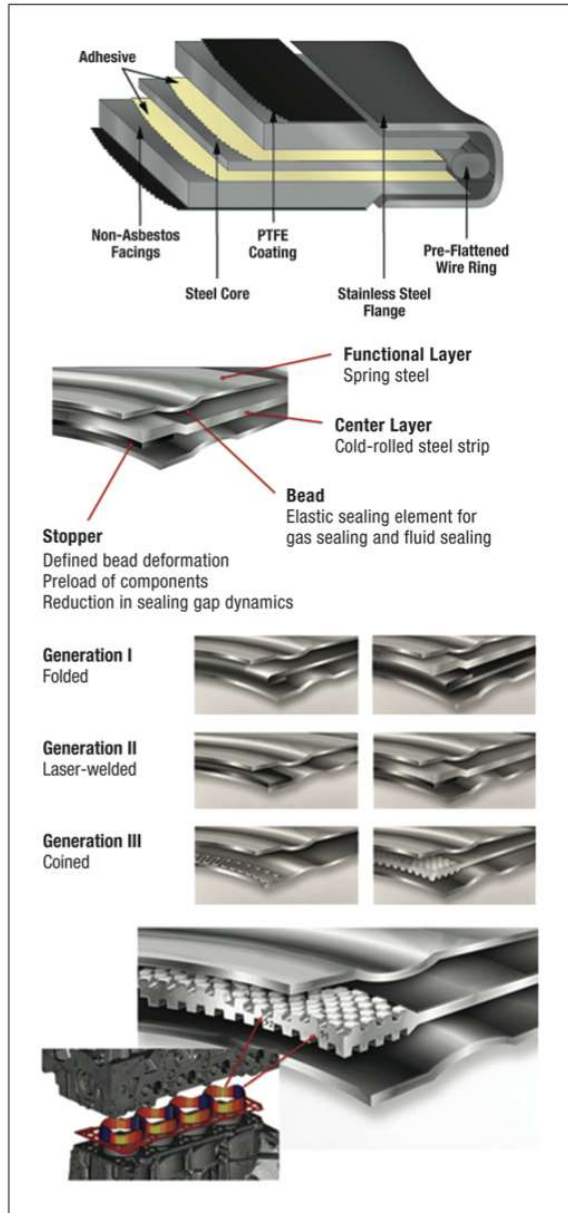 Adhesive
Non-Asbestos
Facings
PTFE
Coating
Pre-Flattened
Wire Ring
Steel Core
Stainless Steel
Flange
Functional Layer
Spring steel
Center Layer
Cold-rolled steel strip
Bead
Elastic sealing element for
gas sealing and fluid sealing
Stopper
Defined bead deformation
Preload of components
Reduction in sealing gap dynamics
Generation I
Folded
Generation II
Laser-welded
Generation III
Coined